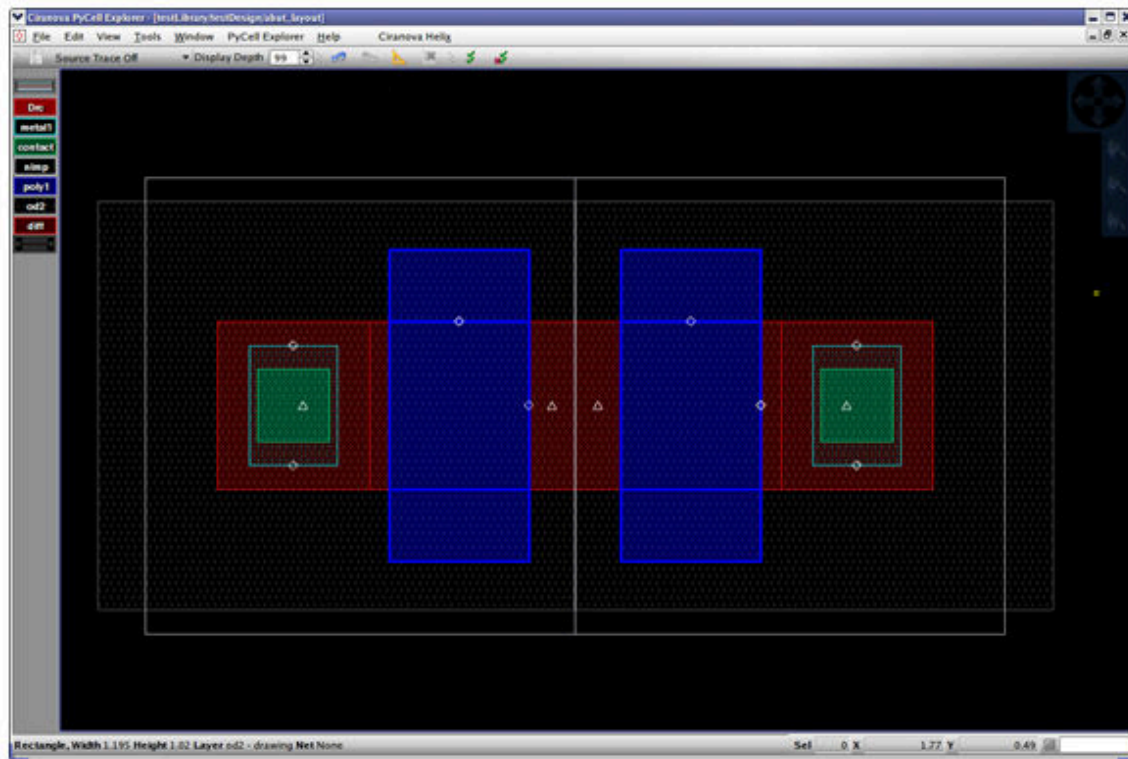 Ciranova PyCell Explorer - [testLibrary/testDesign/abut_layout]
File Edit View Tools Window PyCell Explorer Help Ciranova Helix
Source Trace Off Display Depth 99
Drc
metal1
contact
nimp
poly1
od2
diff
Rectangle, Width 1.195 Height 1.02 Layer od2 - drawing Net None Sel 0 X 1.77 Y 0.49